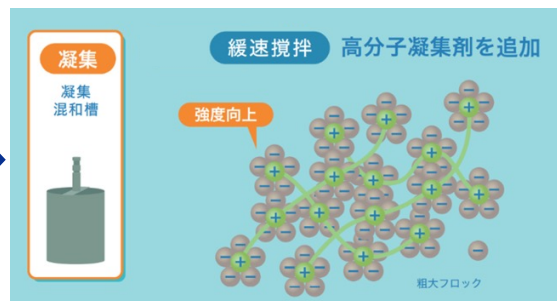 凝集
凝集
混和槽
緩速撹拌
高分子凝集剤を追加
強度向上
粗大フロック